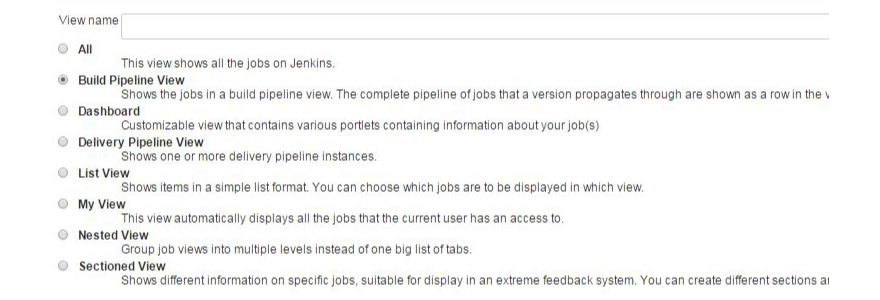 View name
All
This view shows all the jobs on Jenkins.
Build Pipeline View
Shows the jobs in a build pipeline view. The complete pipeline of jobs that a version propagates through are shown as a row in the
Dashboard
Customizable view that contains various portlets containing information about your job(s)
Delivery Pipeline View
Shows one or more delivery pipeline instances.
List View
Shows items in a simple list format. You can choose which jobs are to be displayed in which view.
My View
This view automatically displays all the jobs that the current user has an access to.
Nested View
Group job views into multiple levels instead of one big list of tabs.
Sectioned View
Shows different information on specific jobs, suitable for display in an extreme feedback system. You can create different sections